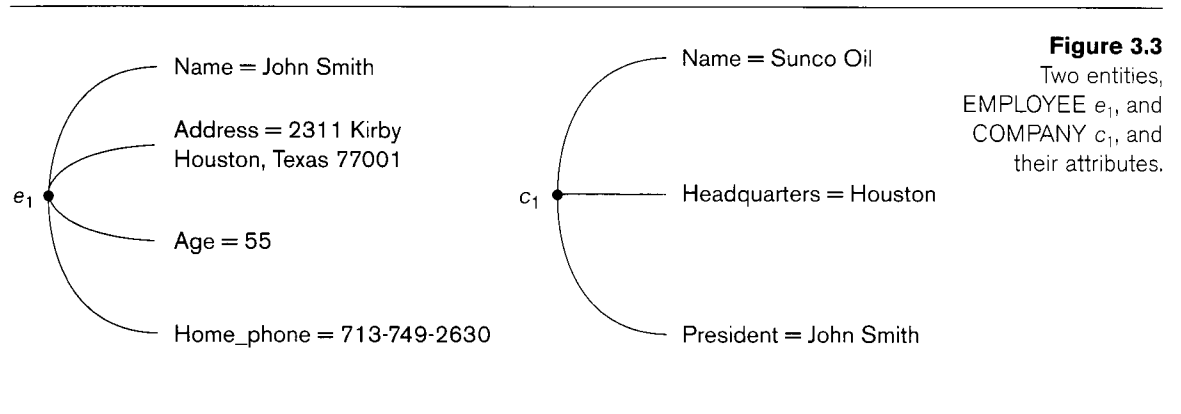 Name = John Smith
Address = 2311 Kirby
Houston, Texas 77001
e₁
Age = 55
Home_phone = 713-749-2630
Name = Sunco Oil
c₁
Headquarters = Houston
President = John Smith
Figure 3.3
Two entities,
EMPLOYEE e₁, and
COMPANY c₁, and
their attributes.